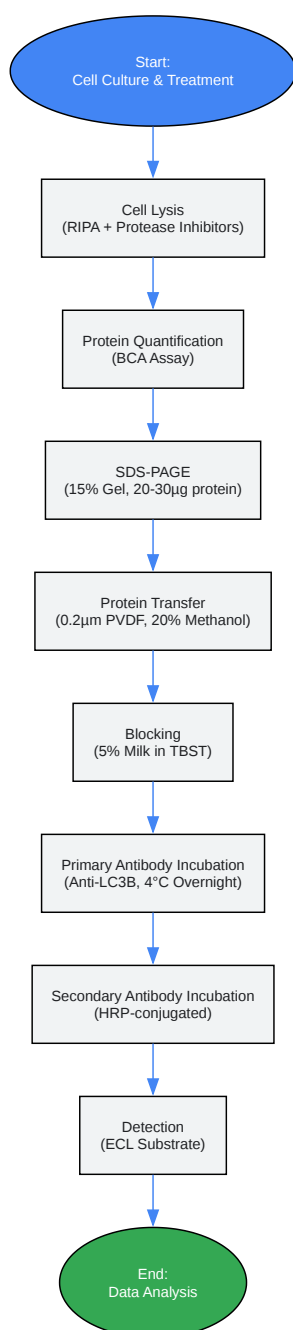 Start:
Cell Culture & Treatment
Cell Lysis
(RIPA + Protease Inhibitors)
Protein Quantification
(BCA Assay)
SDS-PAGE
(15% Gel, 20-30µg protein)
Protein Transfer
(0.2µm PVDF, 20% Methanol)
Blocking
(5% Milk in TBST)
Primary Antibody Incubation
(Anti-LC3B, 4°C Overnight)
Secondary Antibody Incubation
(HRP-conjugated)
Detection
(ECL Substrate)
End:
Data Analysis